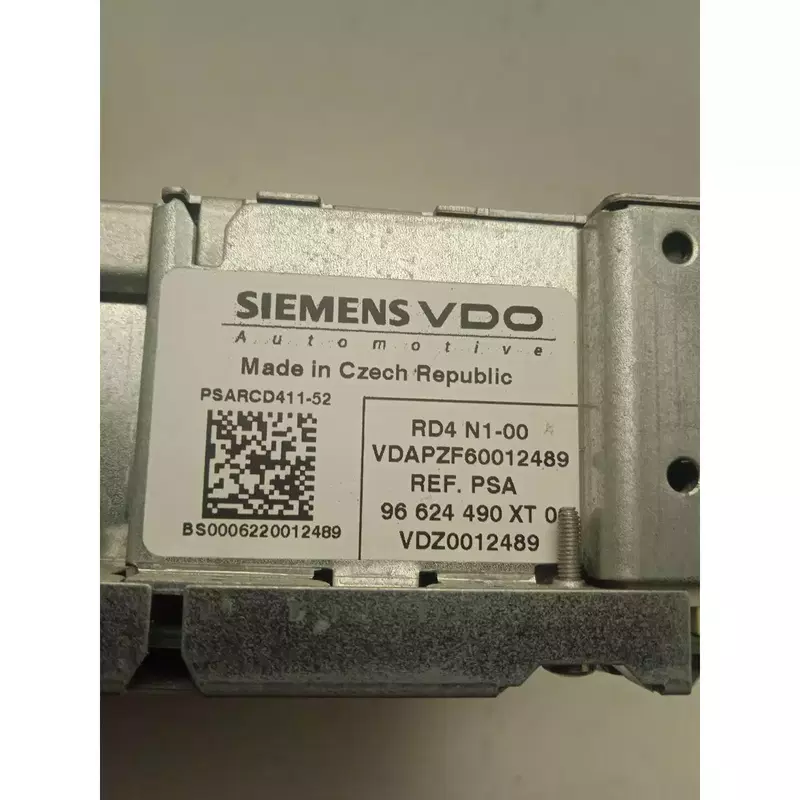 SIEMENS VDO
Automotive
Made in Czech Republic
PSARCD411-52
BS0006220012489
RD4 N1-00
VDAPZF60012489
REF. PSA
96 624 490 XT
VDZ0012489